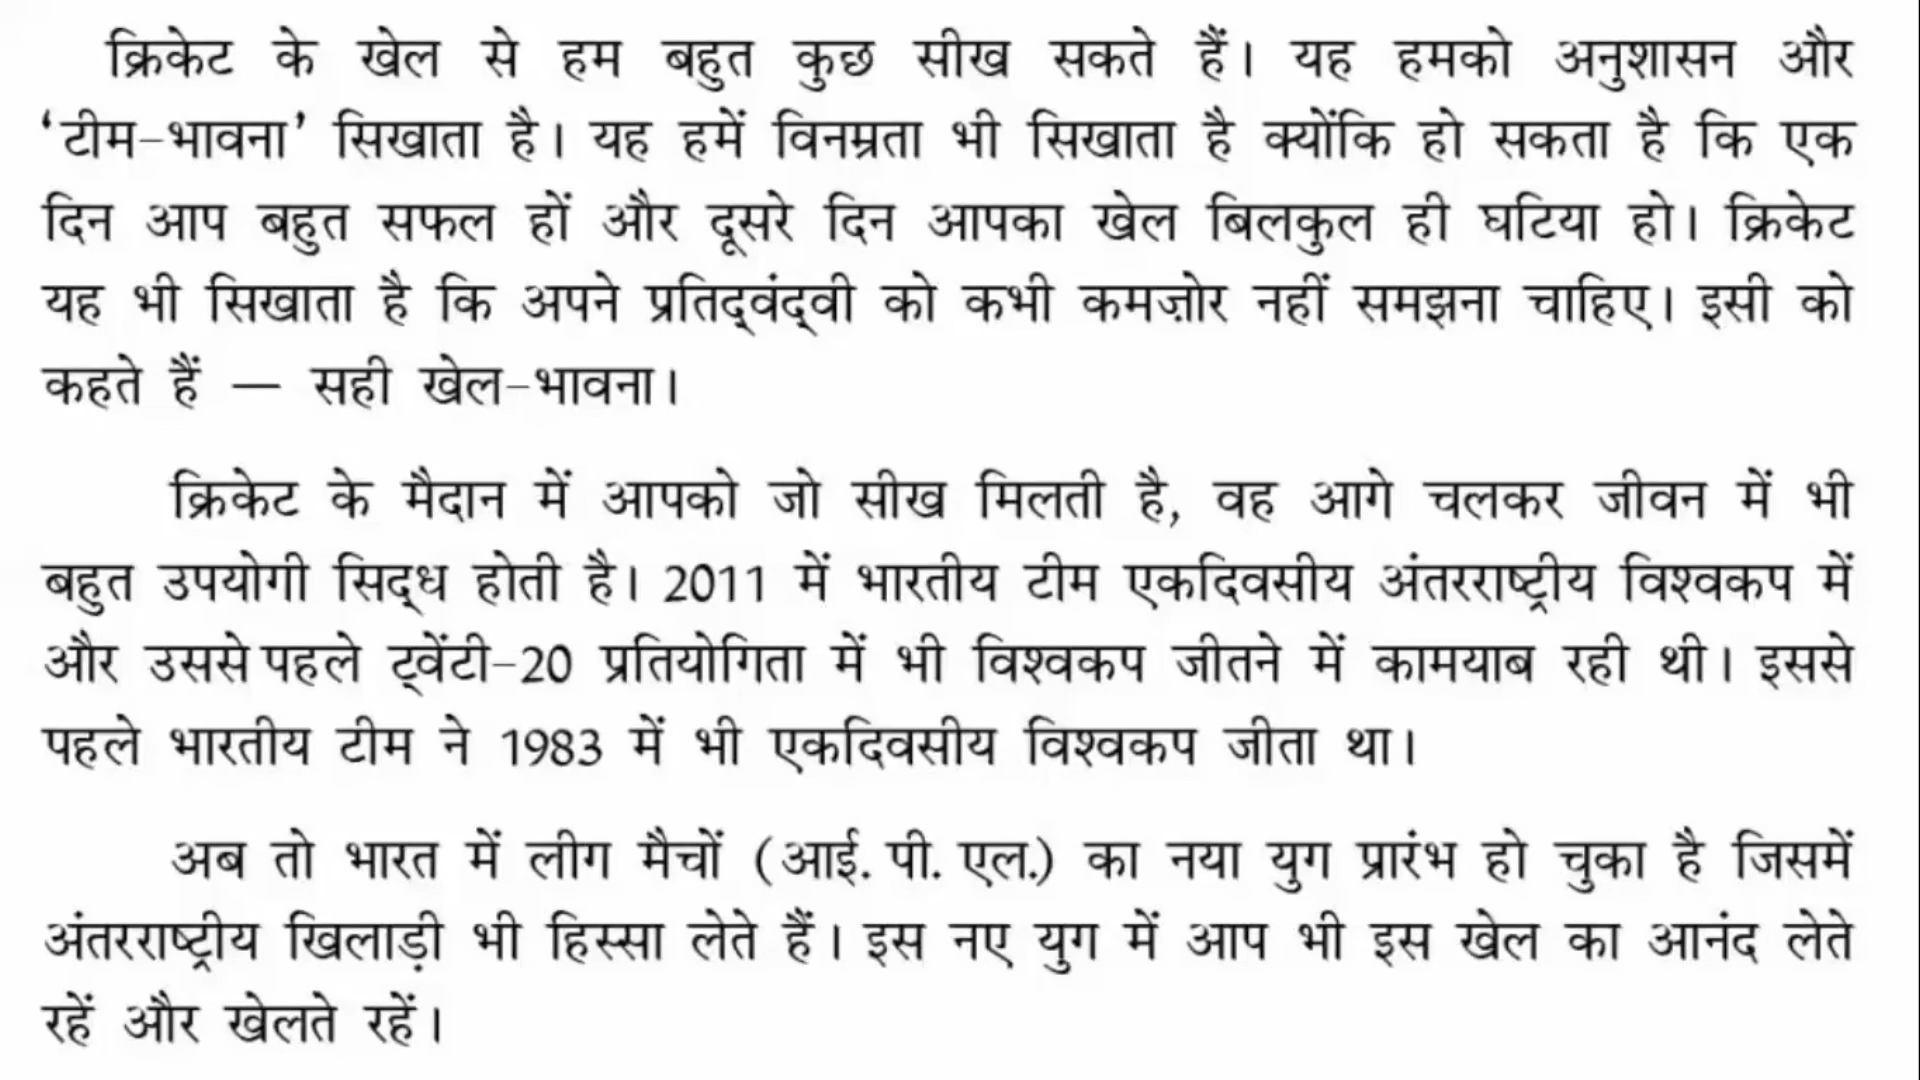 क्रिकेट के खेल से हम बहुत कुछ सीख सकते हैं। यह हमको अनुशासन और
‘टीम-भावना’ सिखाता है। यह हमें विनम्रता भी सिखाता है क्योंकि हो सकता है कि एक
दिन आप बहुत सफल हों और दूसरे दिन आपका खेल बिलकुल ही घटिया हो। क्रिकेट
यह भी सिखाता है कि अपने प्रतिद्‌वंद्‌वी को कभी कमज़ोर नहीं समझना चाहिए। इसी को
कहते हैं — सही खेल-भावना।
क्रिकेट के मैदान में आपको जो सीख मिलती है, वह आगे चलकर जीवन में भी
बहुत उपयोगी सिद्‌ध होती है। 2011 में भारतीय टीम एकदिवसीय अंतरराष्ट्रीय विश्वकप में
और उससे पहले ट्वेंटी-20 प्रतियोगिता में भी विश्वकप जीतने में कामयाब रही थी। इससे
पहले भारतीय टीम ने 1983 में भी एकदिवसीय विश्वकप जीता था।
अब तो भारत में लीग मैचों (आई. पी. एल.) का नया युग प्रारंभ हो चुका है जिसमें
अंतरराष्ट्रीय खिलाड़ी भी हिस्सा लेते हैं। इस नए युग में आप भी इस खेल का आनंद लेते
रहें और खेलते रहें।